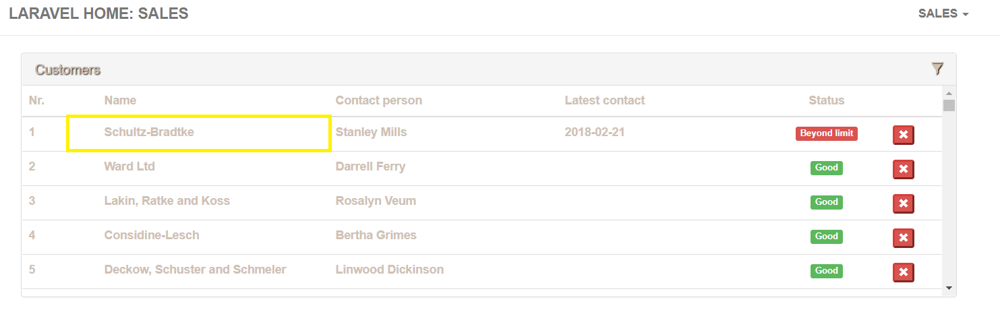 LARAVEL HOME: SALES SALES
Customers
Nr. Name Contact person Latest contact Status
1 Schultz-Bradtke Stanley Mills 2018-02-21 Beyond limit
2 Ward Ltd Darrell Ferry Good
3 Lakin, Ratke and Koss Rosalyn Veum Good
4 Considine-Lesch Bertha Grimes Good
5 Deckow, Schuster and Schmeler Linwood Dickinson Good